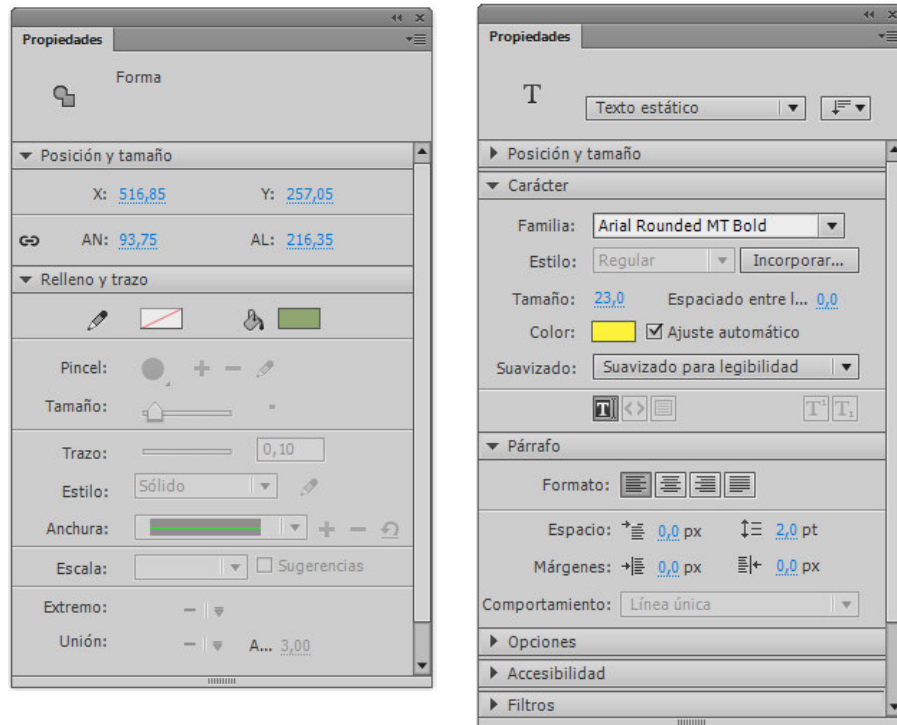 Propiedades
Forma
Posición y tamaño
X: 516,85 Y: 257,05
AN: 93,75 AL: 216,35
Relleno y trazo
Pincel:
Tamaño:
Trazo: 0,10
Estilo: Sólido
Anchura:
Escala: Sugerencias
Extremo:
Unión: A... 3,00
Propiedades
T Texto estático
Posición y tamaño
Carácter
Familia: Arial Rounded MT Bold
Estilo: Regular Incorporar...
Tamaño: 23,0 Espaciado entre l... 0,0
Color: Ajuste automático
Suavizado: Suavizado para legibilidad
T T¹ T₁
Párrafo
Formato:
Espacio: 0,0 px 2,0 pt
Márgenes: 0,0 px 0,0 px
Comportamiento: Línea única
Opciones
Accesibilidad
Filtros